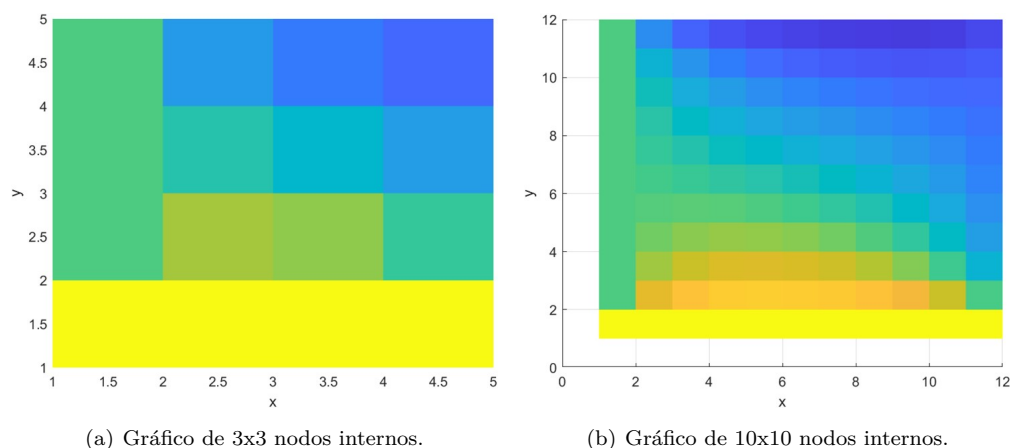 5
4.5
4
3.5
y
3
2.5
2
1.5
1
1 1.5 2 2.5 3 3.5 4 4.5 5
x
(a) Gráfico de 3x3 nodos internos.
12
10
8
y
6
4
2
0
0 2 4 6 8 10 12
x
(b) Gráfico de 10x10 nodos internos.